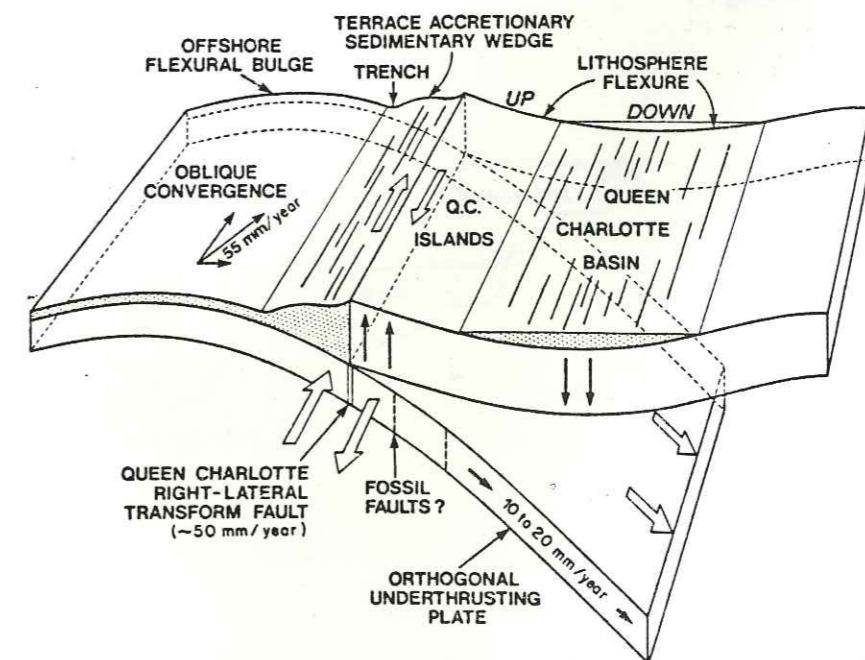 TERRACE ACCRETIONARY
SEDIMENTARY WEDGE
OFFSHORE
FLEXURAL BULGE
TRENCH
LITHOSPHERE
FLEXURE
UP
DOWN
OBLIQUE
CONVERGENCE
55 mm/year
Q.C.
ISLANDS
QUEEN
CHARLOTTE
BASIN
QUEEN CHARLOTTE
RIGHT-LATERAL
TRANSFORM FAULT
(~50 mm/year)
FOSSIL
FAULTS?
10 to 20 mm/year
ORTHOGONAL
UNDERTHRUSTING
PLATE